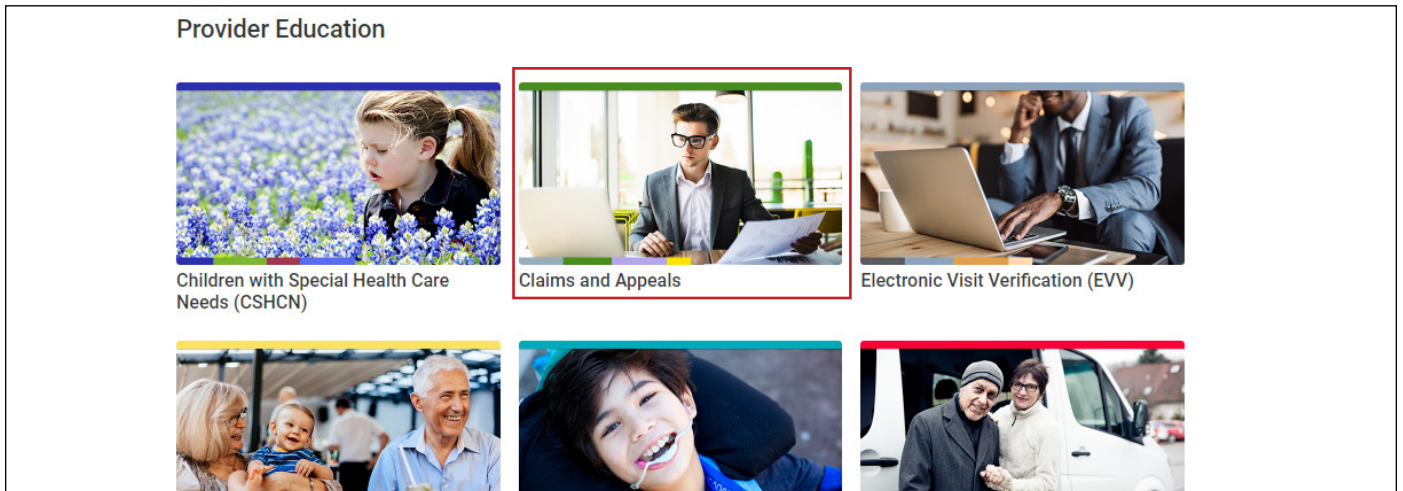 Provider Education
Children with Special Health Care
Needs (CSHCN)
Claims and Appeals
Electronic Visit Verification (EVV)